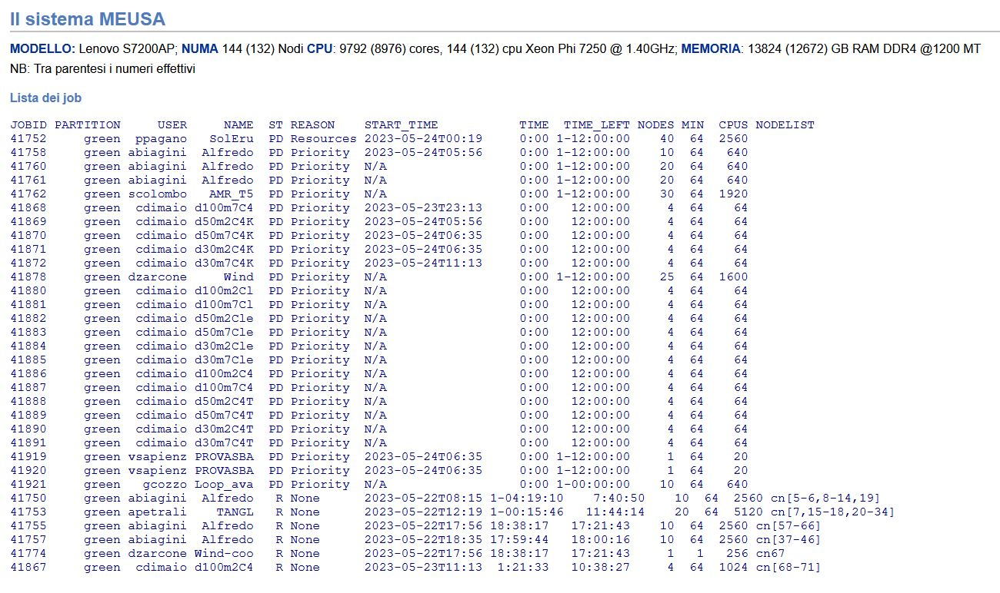 Il sistema MEUSA
MODELLO: Lenovo S7200AP; NUMA 144 (132) Nodi CPU: 9792 (8976) cores, 144 (132) cpu Xeon Phi 7250 @ 1.40GHz; MEMORIA: 13824 (12672) GB RAM DDR4 @1200 MT
NB: Tra parentesi i numeri effettivi
Lista dei job
JOBID PARTITION     USER     NAME  ST REASON    START_TIME           TIME  TIME_LEFT NODES MIN  CPUS NODELIST
41752     green  ppagano   SolEru  PD Resources 2023-05-24T00:19     0:00 1-12:00:00    40  64  2560
41758     green abiagini  Alfredo  PD Priority  2023-05-24T05:56     0:00 1-12:00:00    10  64   640
41760     green abiagini  Alfredo  PD Priority  N/A                  0:00 1-12:00:00    20  64   640
41761     green abiagini  Alfredo  PD Priority  N/A                  0:00 1-12:00:00    20  64   640
41762     green scolombo   AMR_T5  PD Priority  N/A                  0:00 1-12:00:00    30  64  1920
41868     green  cdimaio d100m7C4  PD Priority  2023-05-23T23:13     0:00   12:00:00     4  64    64
41869     green  cdimaio d50m2C4K  PD Priority  2023-05-24T05:56     0:00   12:00:00     4  64    64
41870     green  cdimaio d50m7C4K  PD Priority  2023-05-24T06:35     0:00   12:00:00     4  64    64
41871     green  cdimaio d30m2C4K  PD Priority  2023-05-24T06:35     0:00   12:00:00     4  64    64
41872     green  cdimaio d30m7C4K  PD Priority  2023-05-24T11:13     0:00   12:00:00     4  64    64
41878     green dzarcone     Wind  PD Priority  N/A                  0:00 1-12:00:00    25  64  1600
41880     green  cdimaio d100m2Cl  PD Priority  N/A                  0:00   12:00:00     4  64    64
41881     green  cdimaio d100m7Cl  PD Priority  N/A                  0:00   12:00:00     4  64    64
41882     green  cdimaio d50m2Cle  PD Priority  N/A                  0:00   12:00:00     4  64    64
41883     green  cdimaio d50m7Cle  PD Priority  N/A                  0:00   12:00:00     4  64    64
41884     green  cdimaio d30m2Cle  PD Priority  N/A                  0:00   12:00:00     4  64    64
41885     green  cdimaio d30m7Cle  PD Priority  N/A                  0:00   12:00:00     4  64    64
41886     green  cdimaio d100m2C4  PD Priority  N/A                  0:00   12:00:00     4  64    64
41887     green  cdimaio d100m7C4  PD Priority  N/A                  0:00   12:00:00     4  64    64
41888     green  cdimaio d50m2C4T  PD Priority  N/A                  0:00   12:00:00     4  64    64
41889     green  cdimaio d50m7C4T  PD Priority  N/A                  0:00   12:00:00     4  64    64
41890     green  cdimaio d30m2C4T  PD Priority  N/A                  0:00   12:00:00     4  64    64
41891     green  cdimaio d30m7C4T  PD Priority  N/A                  0:00   12:00:00     4  64    64
41919     green vsapienz PROVASBA  PD Priority  2023-05-24T06:35     0:00 1-12:00:00     1  64    20
41920     green vsapienz PROVASBA  PD Priority  2023-05-24T06:35     0:00 1-12:00:00     1  64    20
41921     green   gcozzo Loop_ava  PD Priority  N/A                  0:00 1-00:00:00    10  64   640
41750     green abiagini  Alfredo   R None      2023-05-22T08:15 1-04:19:10    7:40:50    10  64  2560 cn[5-6,8-14,19]
41753     green apetrali    TANGL   R None      2023-05-22T12:19 1-00:15:46   11:44:14    20  64  5120 cn[7,15-18,20-34]
41755     green abiagini  Alfredo   R None      2023-05-22T17:56 18:38:17   17:21:43    10  64  2560 cn[57-66]
41757     green abiagini  Alfredo   R None      2023-05-22T18:35 17:59:44   18:00:16    10  64  2560 cn[37-46]
41774     green dzarcone Wind-coo   R None      2023-05-22T17:56 18:38:17   17:21:43     1   1   256 cn67
41867     green  cdimaio d100m2C4   R None      2023-05-23T11:13  1:21:33   10:38:27     4  64  1024 cn[68-71]